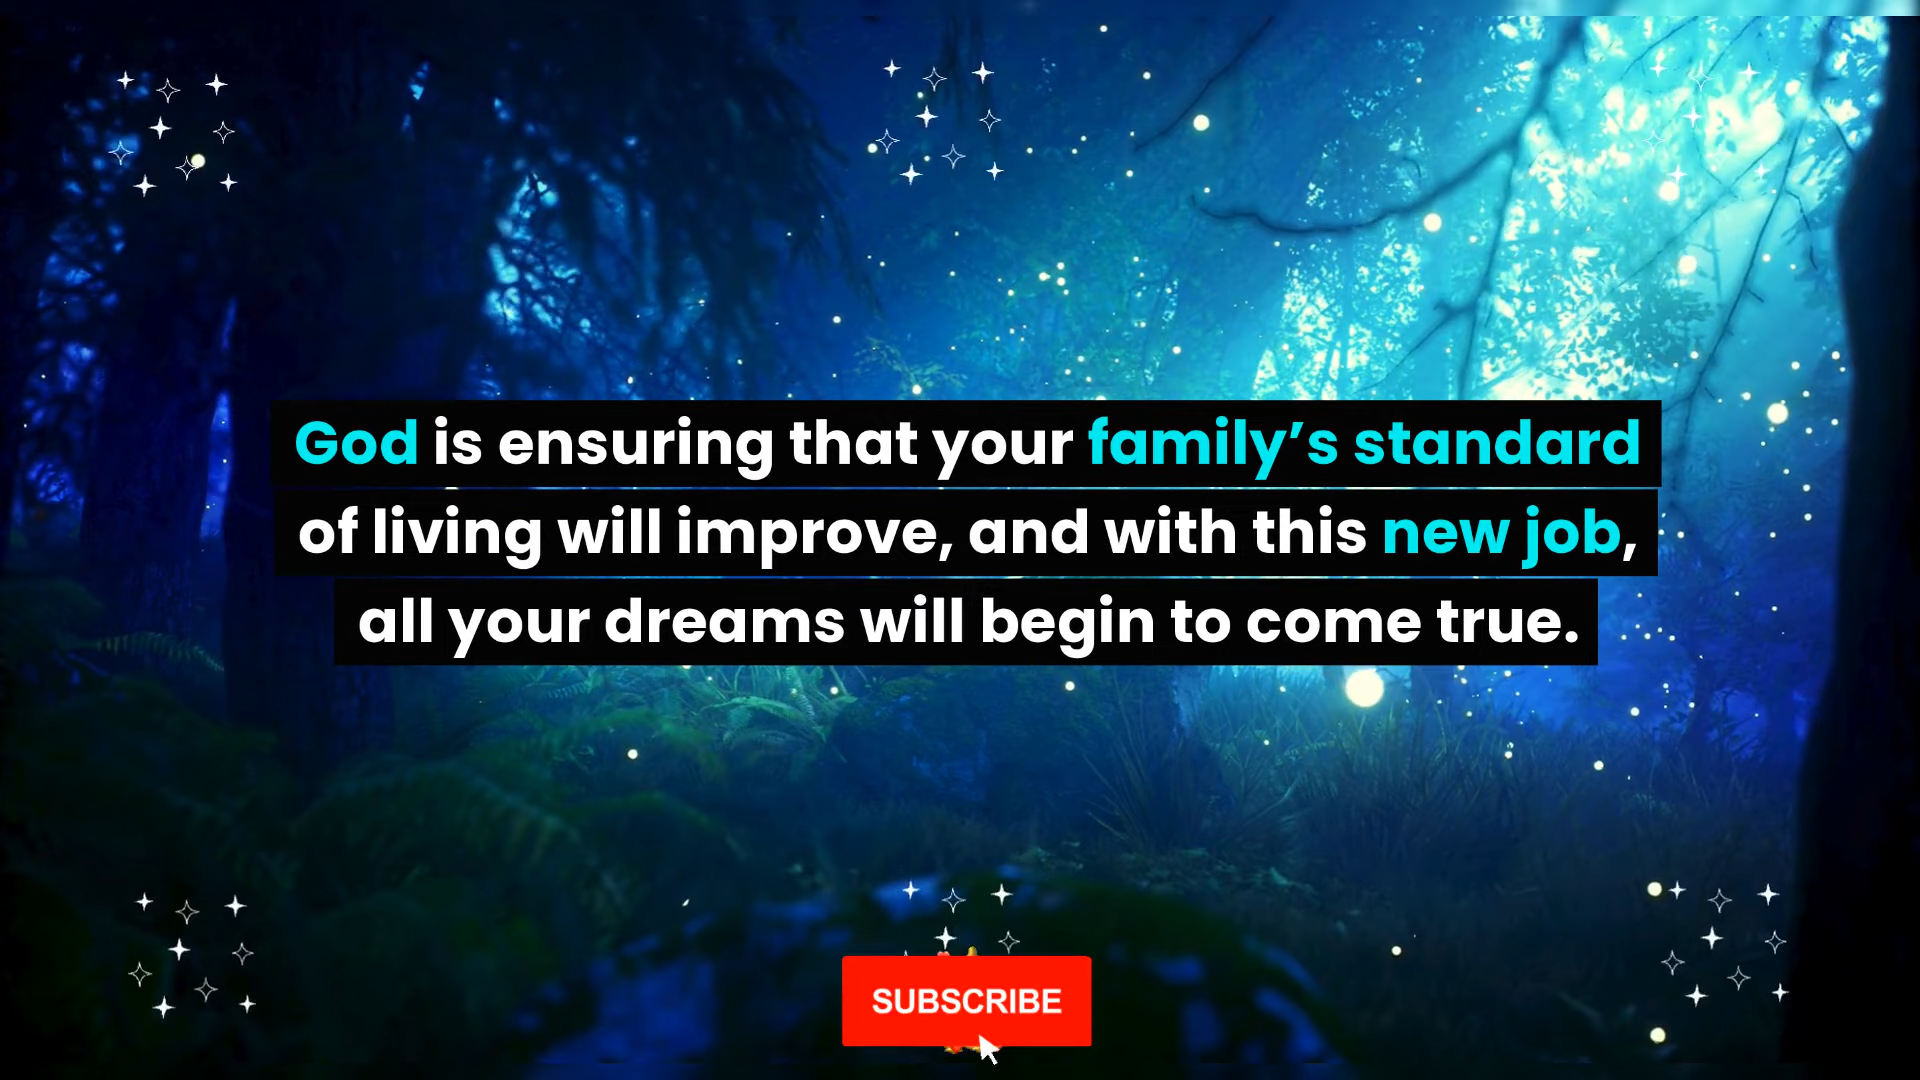 God is ensuring that your family’s standard
of living will improve, and with this new job,
all your dreams will begin to come true.
SUBSCRIBE